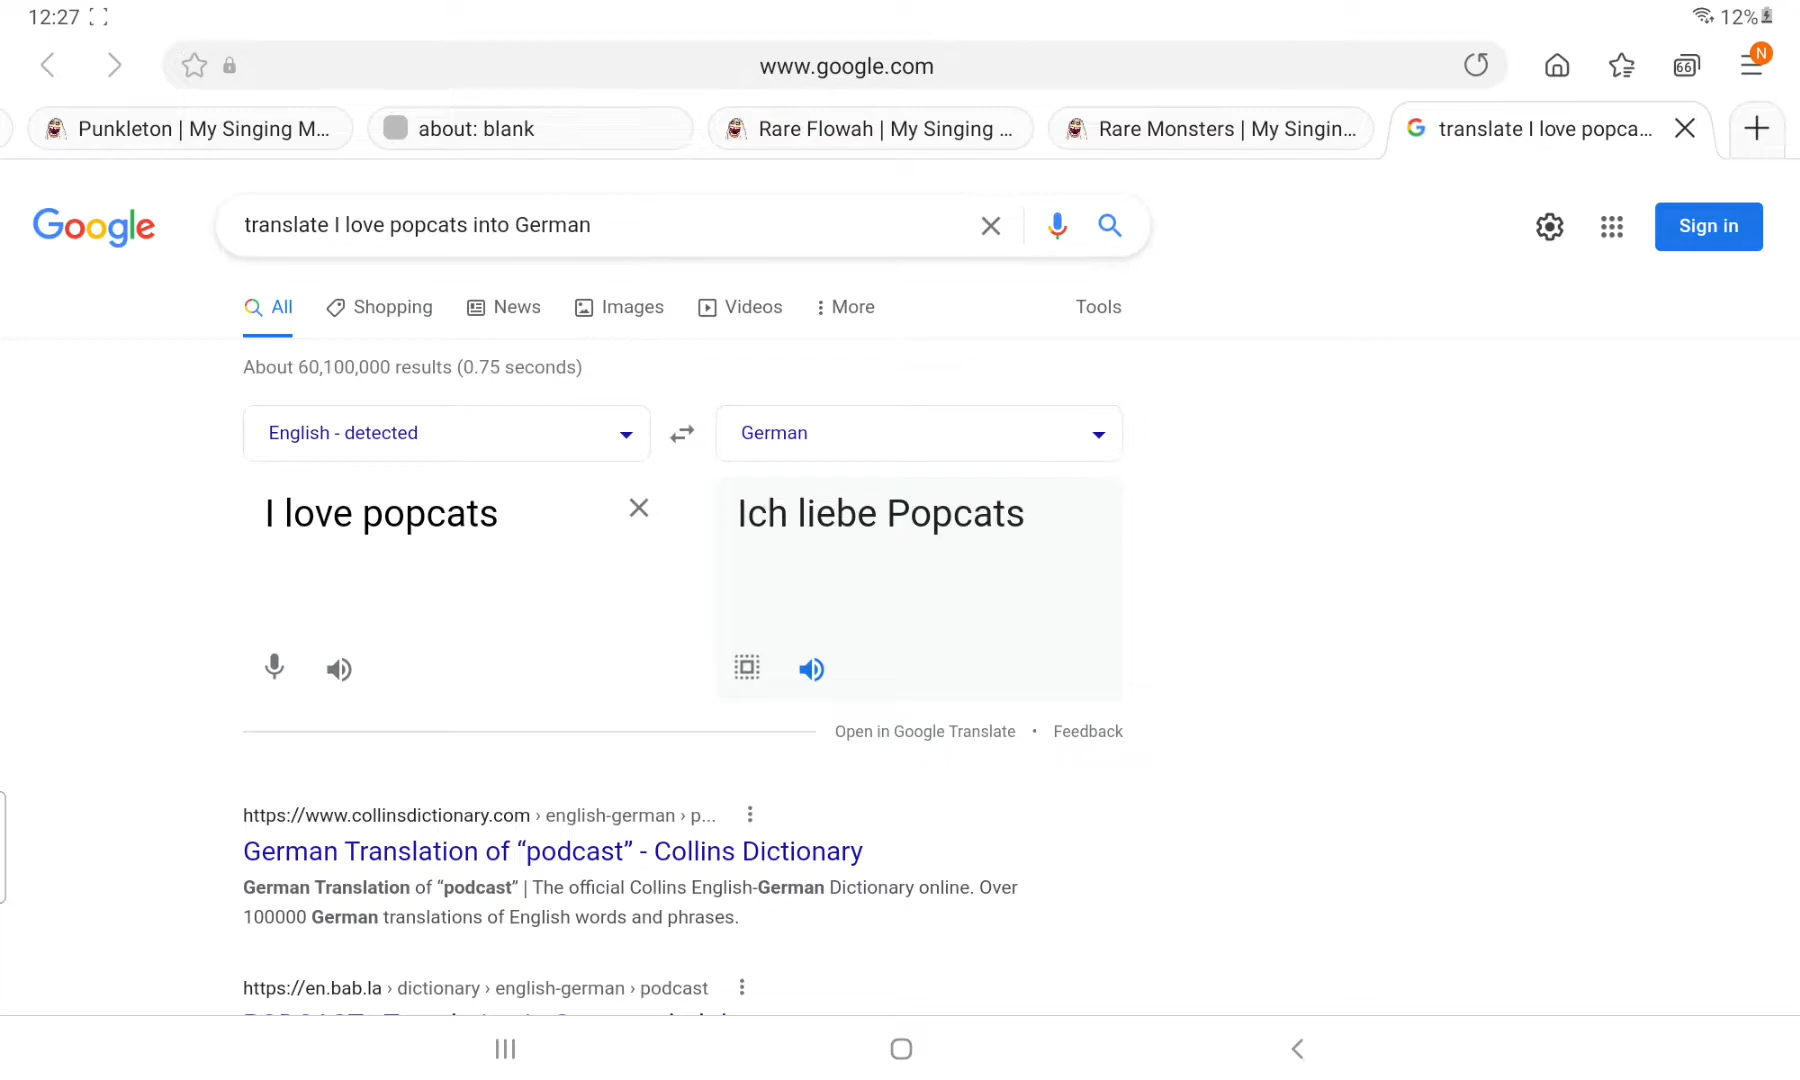 12:27
12%
www.google.com
66
N
Punkleton | My Singing M...
about: blank
Rare Flowah | My Singing ...
Rare Monsters | My Singin...
translate I love popca...
Google
translate I love popcats into German
Sign in
All
Shopping
News
Images
Videos
More
Tools
About 60,100,000 results (0.75 seconds)
English - detected
German
I love popcats
Ich liebe Popcats
Open in Google Translate • Feedback
https://www.collinsdictionary.com › english-german › p...
German Translation of “podcast” - Collins Dictionary
German Translation of “podcast” | The official Collins English-German Dictionary online. Over
100000 German translations of English words and phrases.
https://en.bab.la › dictionary › english-german › podcast